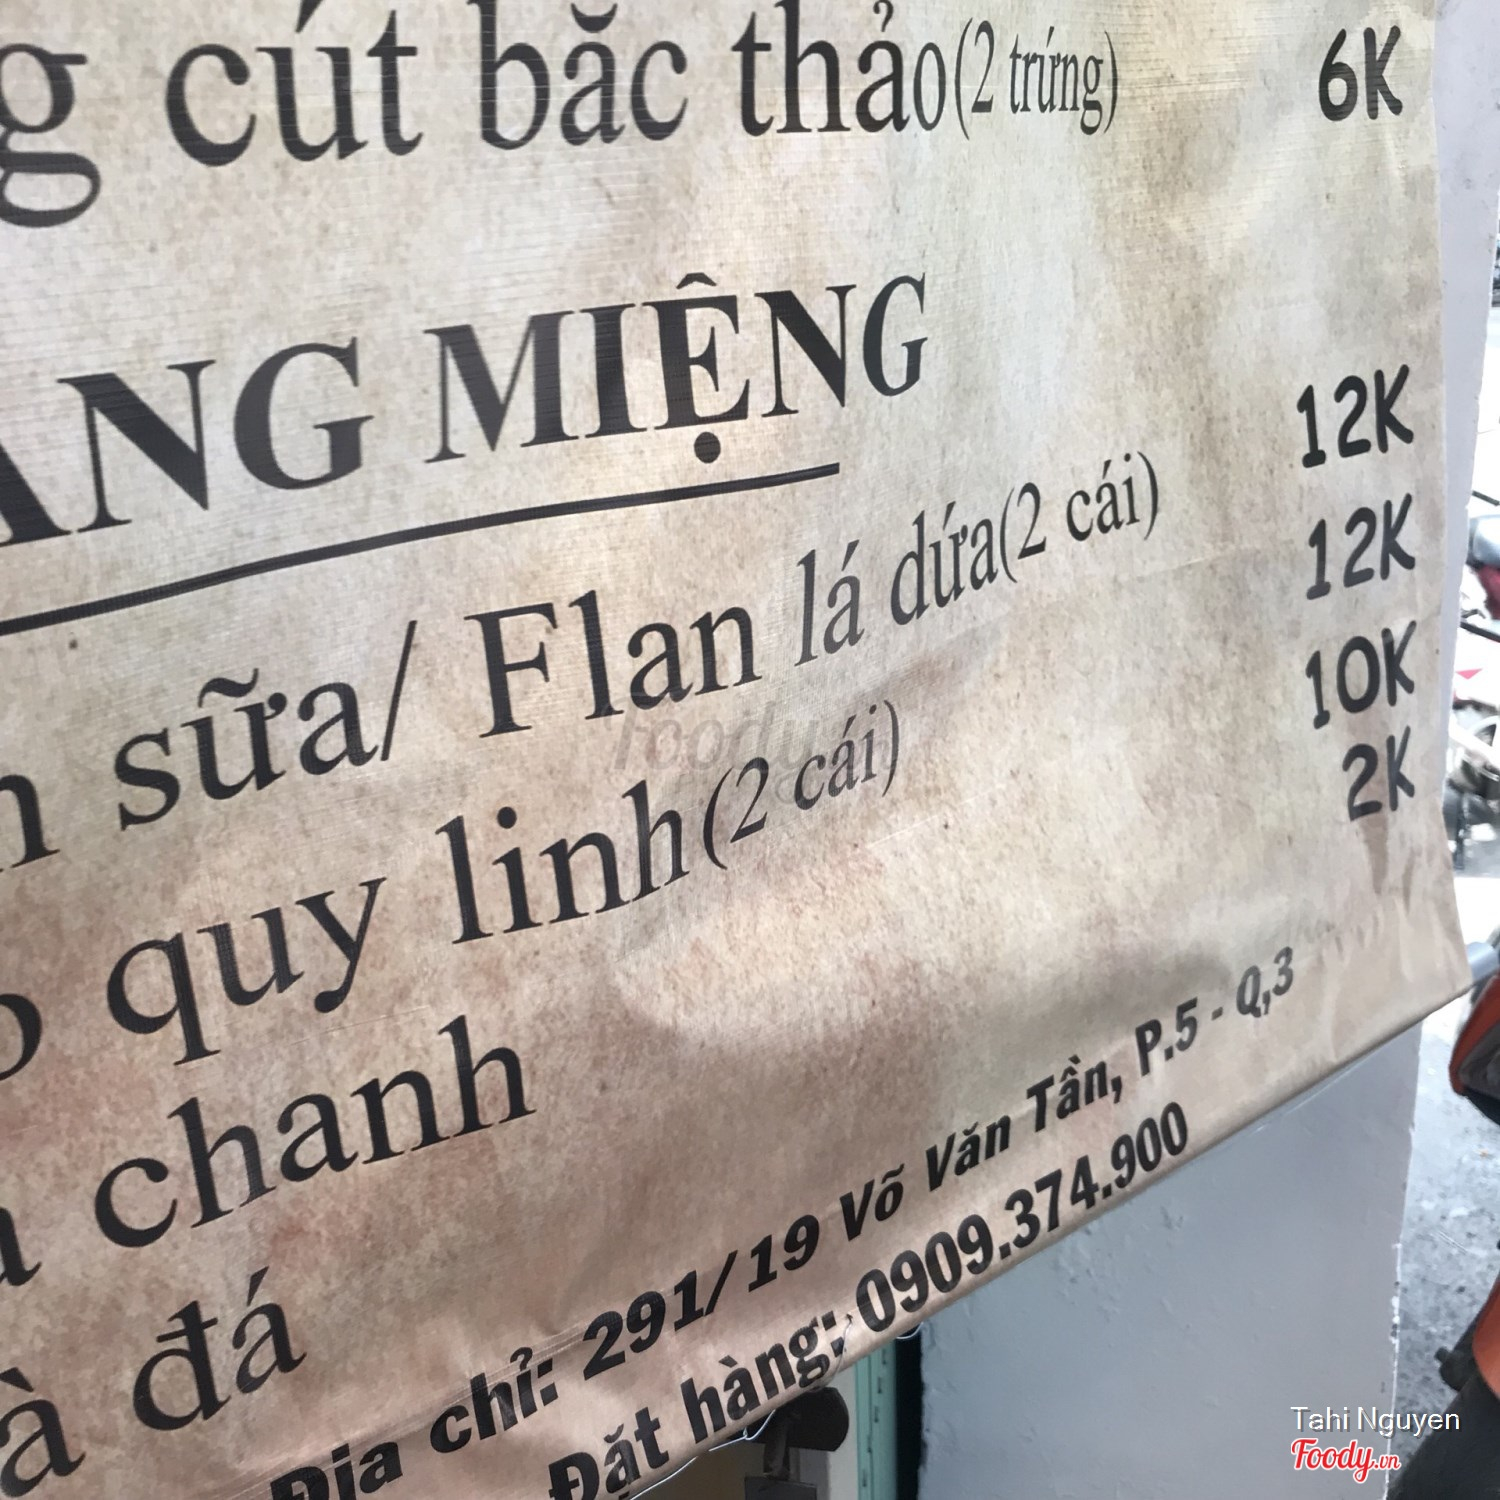 cút bắc thảo(2 trứng) 6K
MIỆNG
12K
sữa/ Flan lá dứa(2 cái) 12K
quy linh(2 cái) 10K
chanh 2K
đá
Địa chỉ: 291/19 Võ Văn Tần, P.5 - Q,3
Đặt hàng: 0909.374.900
foody
Tahi Nguyen
Foody.vn